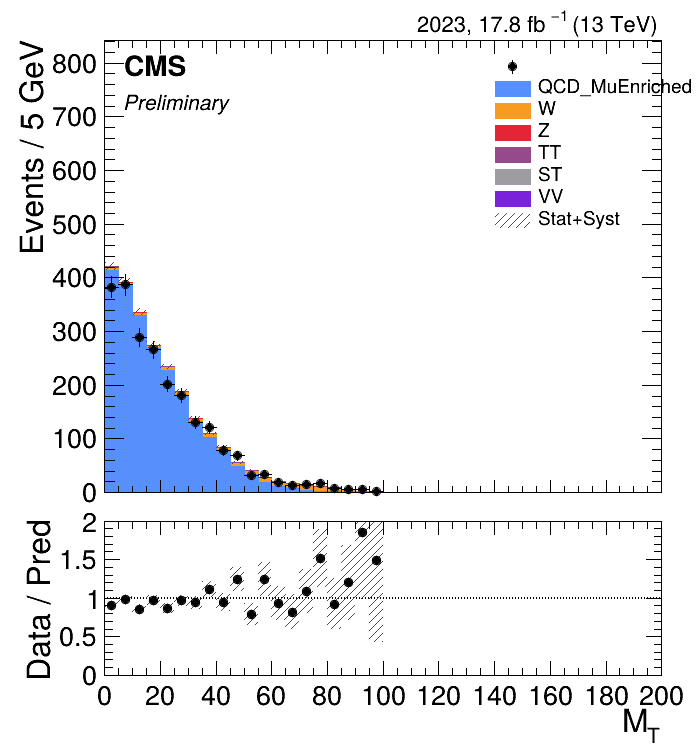 2023, 17.8 fb⁻¹ (13 TeV)
CMS
Preliminary
QCD_MuEnriched
W
Z
TT
ST
VV
Stat+Syst
Events / 5 GeV
800
700
600
500
400
300
200
100
0
Data / Pred
2
1.5
1
0.5
0
0 20 40 60 80 100 120 140 160 180 200
M_T